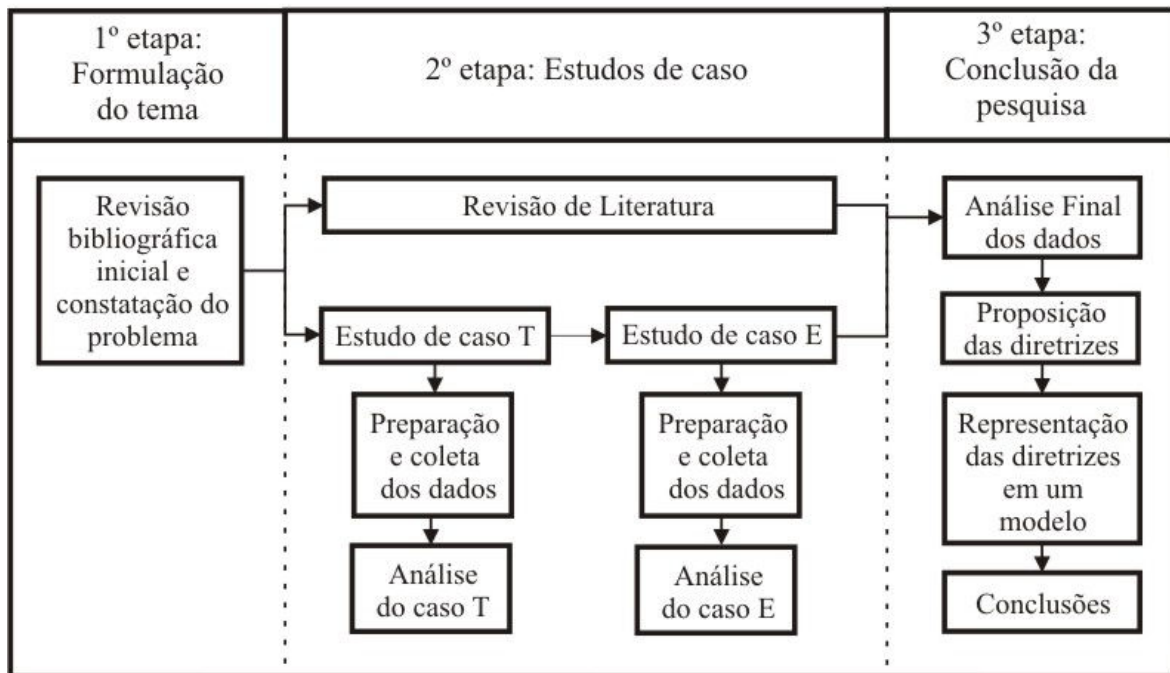 1º etapa:
Formulação
do tema
2º etapa: Estudos de caso
3º etapa:
Conclusão da
pesquisa
Revisão
bibliográfica
inicial e
constatação do
problema
Revisão de Literatura
Estudo de caso T
Estudo de caso E
Preparação
e coleta
dos dados
Preparação
e coleta
dos dados
Análise
do caso T
Análise
do caso E
Análise Final
dos dados
Proposição
das diretrizes
Representação
das diretrizes
em um
modelo
Conclusões